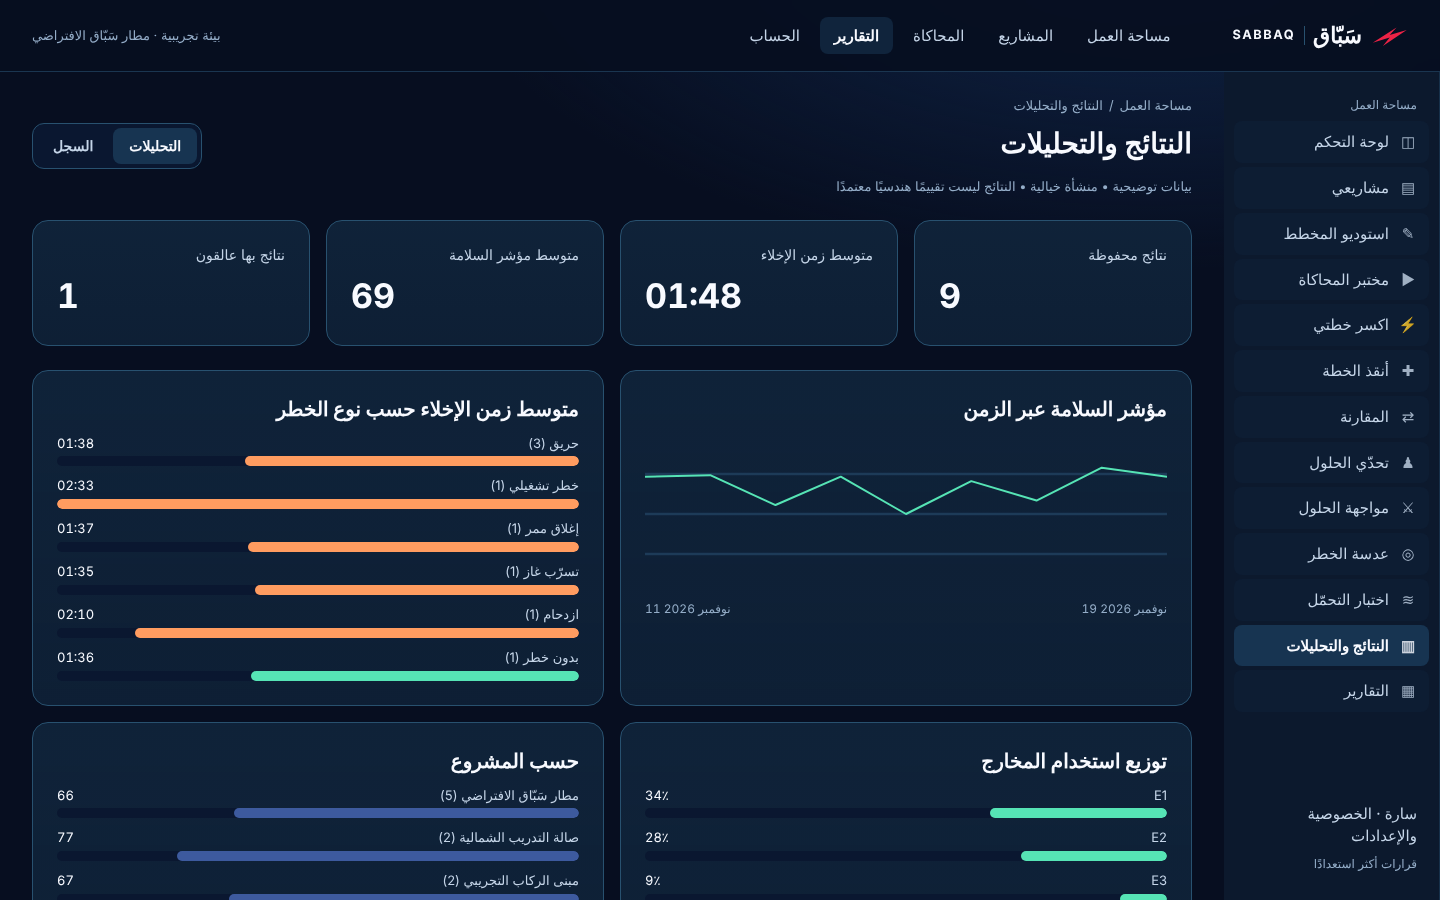 سَبّاق
SABBAQ
مساحة العمل
المشاريع
المحاكاة
التقارير
الحساب
بيئة تجريبية · مطار سَبّاق الافتراضي
مساحة العمل
لوحة التحكم
مشاريعي
استوديو المخطط
مختبر المحاكاة
اكسر خطتي
أنقذ الخطة
المقارنة
تحدّي الحلول
مواجهة الحلول
عدسة الخطر
اختبار التحمّل
النتائج والتحليلات
التقارير
سارة · الخصوصية
والإعدادات
قرارات أكثر استعدادًا
مساحة العمل / النتائج والتحليلات
النتائج والتحليلات
بيانات توضيحية • منشأة خيالية • النتائج ليست تقييمًا هندسيًا معتمدًا
التحليلات
السجل
نتائج محفوظة
9
متوسط زمن الإخلاء
01:48
متوسط مؤشر السلامة
69
نتائج بها عالقون
1
مؤشر السلامة عبر الزمن
19 نوفمبر 2026
11 نوفمبر 2026
متوسط زمن الإخلاء حسب نوع الخطر
حريق (3) 01:38
خطر تشغيلي (1) 02:33
إغلاق ممر (1) 01:37
تسرّب غاز (1) 01:35
ازدحام (1) 02:10
بدون خطر (1) 01:36
توزيع استخدام المخارج
E1 34٪
E2 28٪
E3 9٪
حسب المشروع
مطار سَبّاق الافتراضي (5) 66
صالة التدريب الشمالية (2) 77
مبنى الركاب التجريبي (2) 67